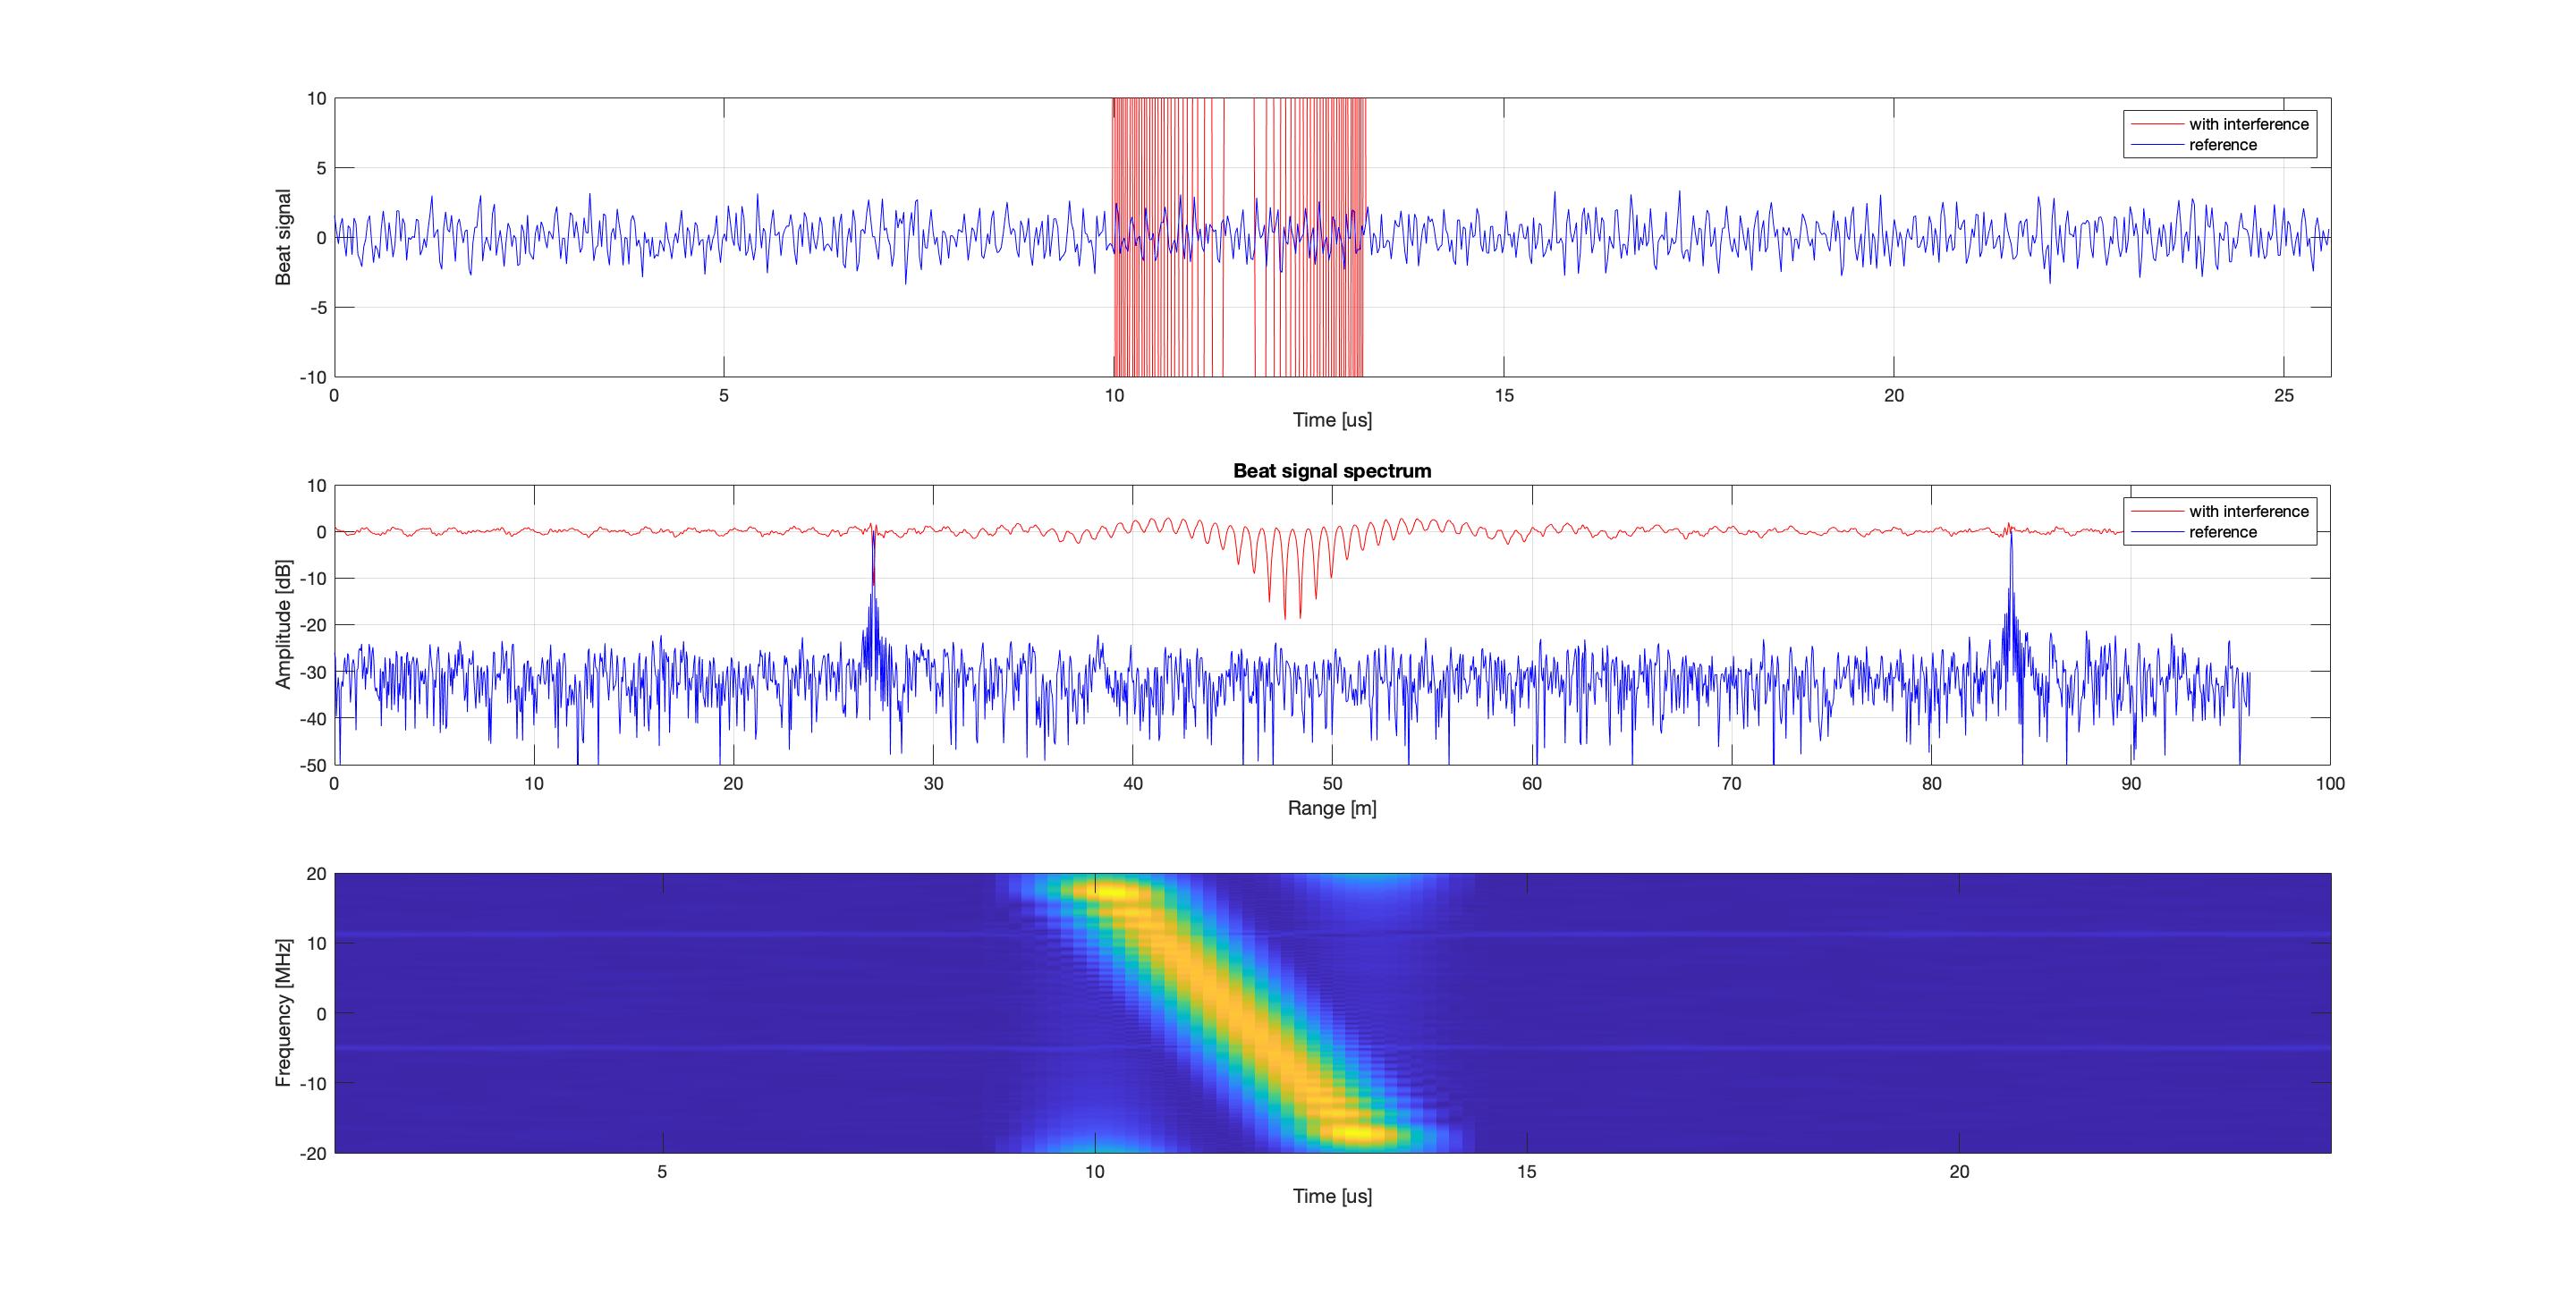 10
5
0
-5
-10
Beat signal
with interference
reference
0 5 10 15 20 25
Time [us]
Beat signal spectrum
10
0
-10
-20
-30
-40
-50
Amplitude [dB]
with interference
reference
0 10 20 30 40 50 60 70 80 90 100
Range [m]
20
10
0
-10
-20
Frequency [MHz]
5 10 15 20
Time [us]